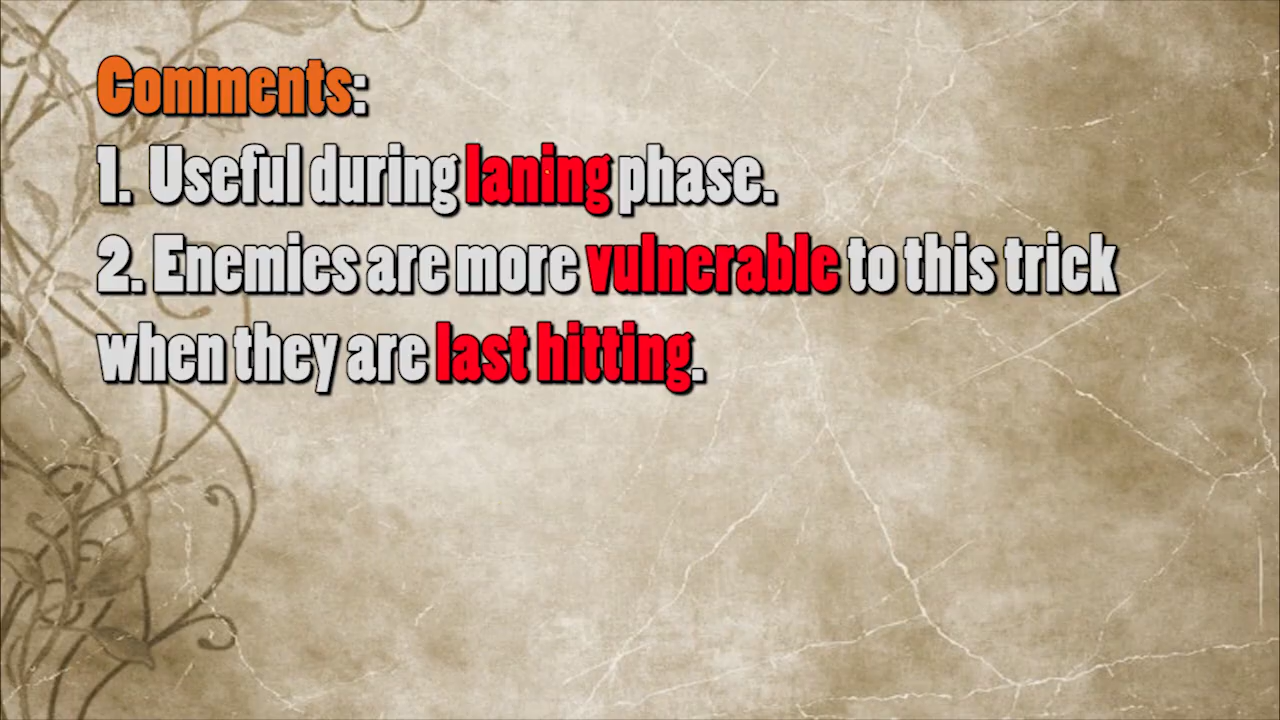 Comments:
1. Useful during laning phase.
2. Enemies are more vulnerable to this trick
when they are last hitting.